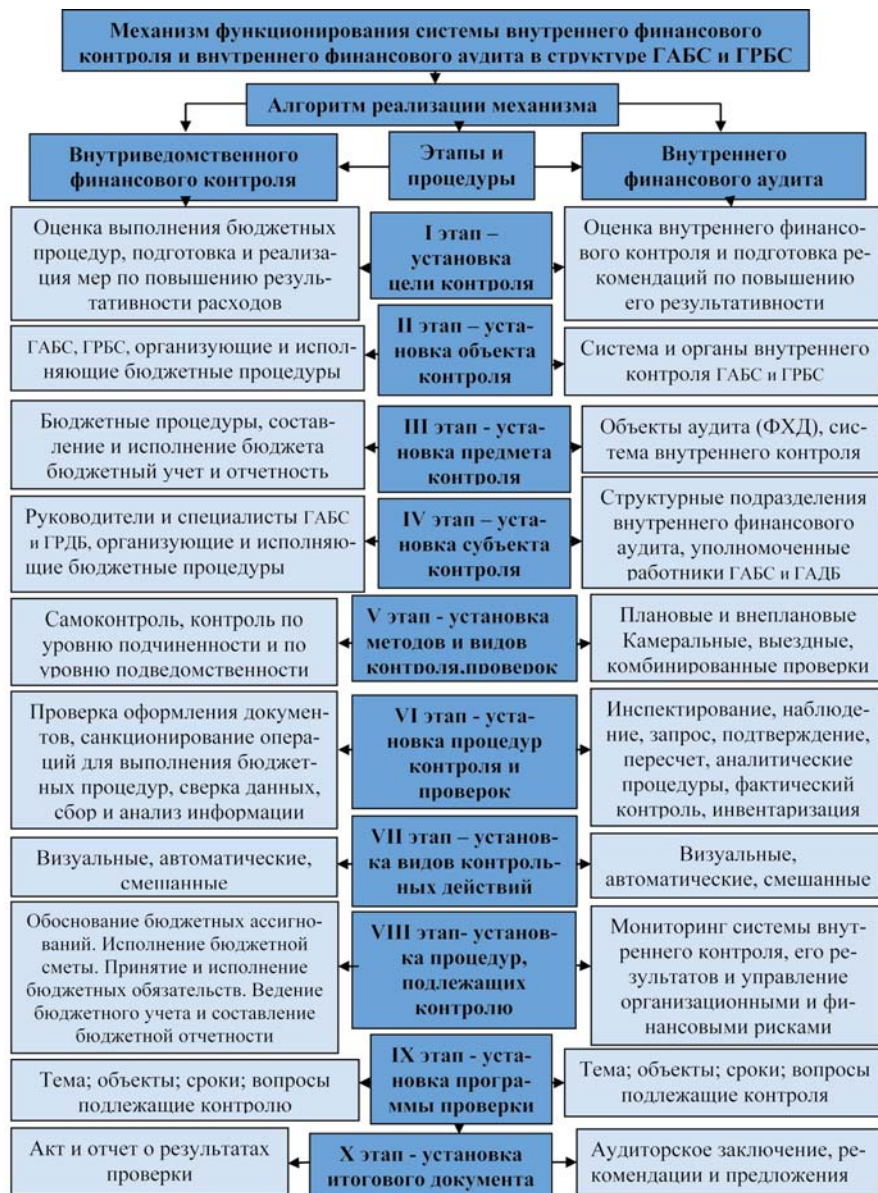 Механизм функционирования системы внутреннего финансового
контроля и внутреннего финансового аудита в структуре ГАБС и ГРБС
Алгоритм реализации механизма
Внутриведомственного
финансового контроля
Этапы и
процедуры
Внутреннего
финансового аудита
Оценка выполнения бюджетных
процедур, подготовка и реализа-
ция мер по повышению резуль-
тативности расходов
I этап –
установка
цели контроля
Оценка внутреннего финансо-
вого контроля и подготовка ре-
комендаций по повышению
его результативности
ГАБС, ГРБС, организующие и испол-
няющие бюджетные процедуры
II этап – уста-
новка объекта
контроля
Система и органы внутреннего
контроля ГАБС и ГРБС
Бюджетные процедуры, состав-
ление и исполнение бюджета
бюджетный учет и отчетность
III этап - уста-
новка предмета
контроля
Объекты аудита (ФХД), сис-
тема внутреннего контроля
Руководители и специалисты ГАБС
и ГРДБ, организующие и исполняю-
щие бюджетные процедуры
IV этап – уста-
новка субъекта
контроля
Структурные подразделения
внутреннего финансового
аудита, уполномоченные
работники ГАБС и ГАДБ
Самоконтроль, контроль по
уровню подчиненности и по
уровню подведомственности
V этап - установка
методов и видов
контроля,проверок
Плановые и внеплановые
Камеральные, выездные,
комбинированные проверки
Проверка оформления докумен-
тов, санкционирование опера-
ций для выполнения бюджет-
ных процедур, сверка данных,
сбор и анализ информации
VI этап - уста-
новка процедур
контроля и
проверок
Инспектирование, наблюде-
ние, запрос, подтверждение,
пересчет, аналитические
процедуры, фактический
контроль, инвентаризация
Визуальные, автоматические,
смешанные
VII этап – установ-
ка видов контроль-
ных действий
Визуальные,
автоматические, смешанные
Обоснование бюджетных ассигно-
ваний. Исполнение бюджетной
сметы. Принятие и исполнение
бюджетных обязательств. Ведение
бюджетного учета и составление
бюджетной отчетности
VIII этап- установ-
ка процедур,
подлежащих
контролю
Мониторинг системы внут-
реннего контроля, его ре-
зультатов и управление
организационными и фи-
нансовыми рисками
Тема; объекты; сроки; вопросы
подлежащие контролю
IX этап - уста-
новка програм-
мы проверки
Тема; объекты; сроки; вопросы
подлежащие контроля
Акт и отчет о результатах
проверки
X этап - установка
итогового документа
Аудиторское заключение, ре-
комендации и предложения